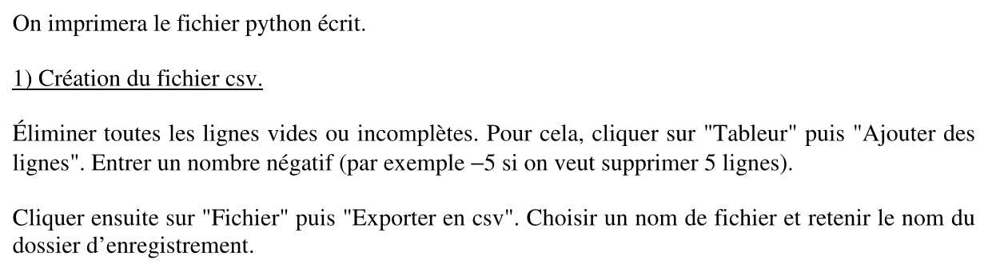 On imprimera le fichier python écrit.
1) Création du fichier csv.
Éliminer toutes les lignes vides ou incomplètes. Pour cela, cliquer sur "Tableur" puis "Ajouter des
lignes". Entrer un nombre négatif (par exemple −5 si on veut supprimer 5 lignes).
Cliquer ensuite sur "Fichier" puis "Exporter en csv". Choisir un nom de fichier et retenir le nom du
dossier d’enregistrement.